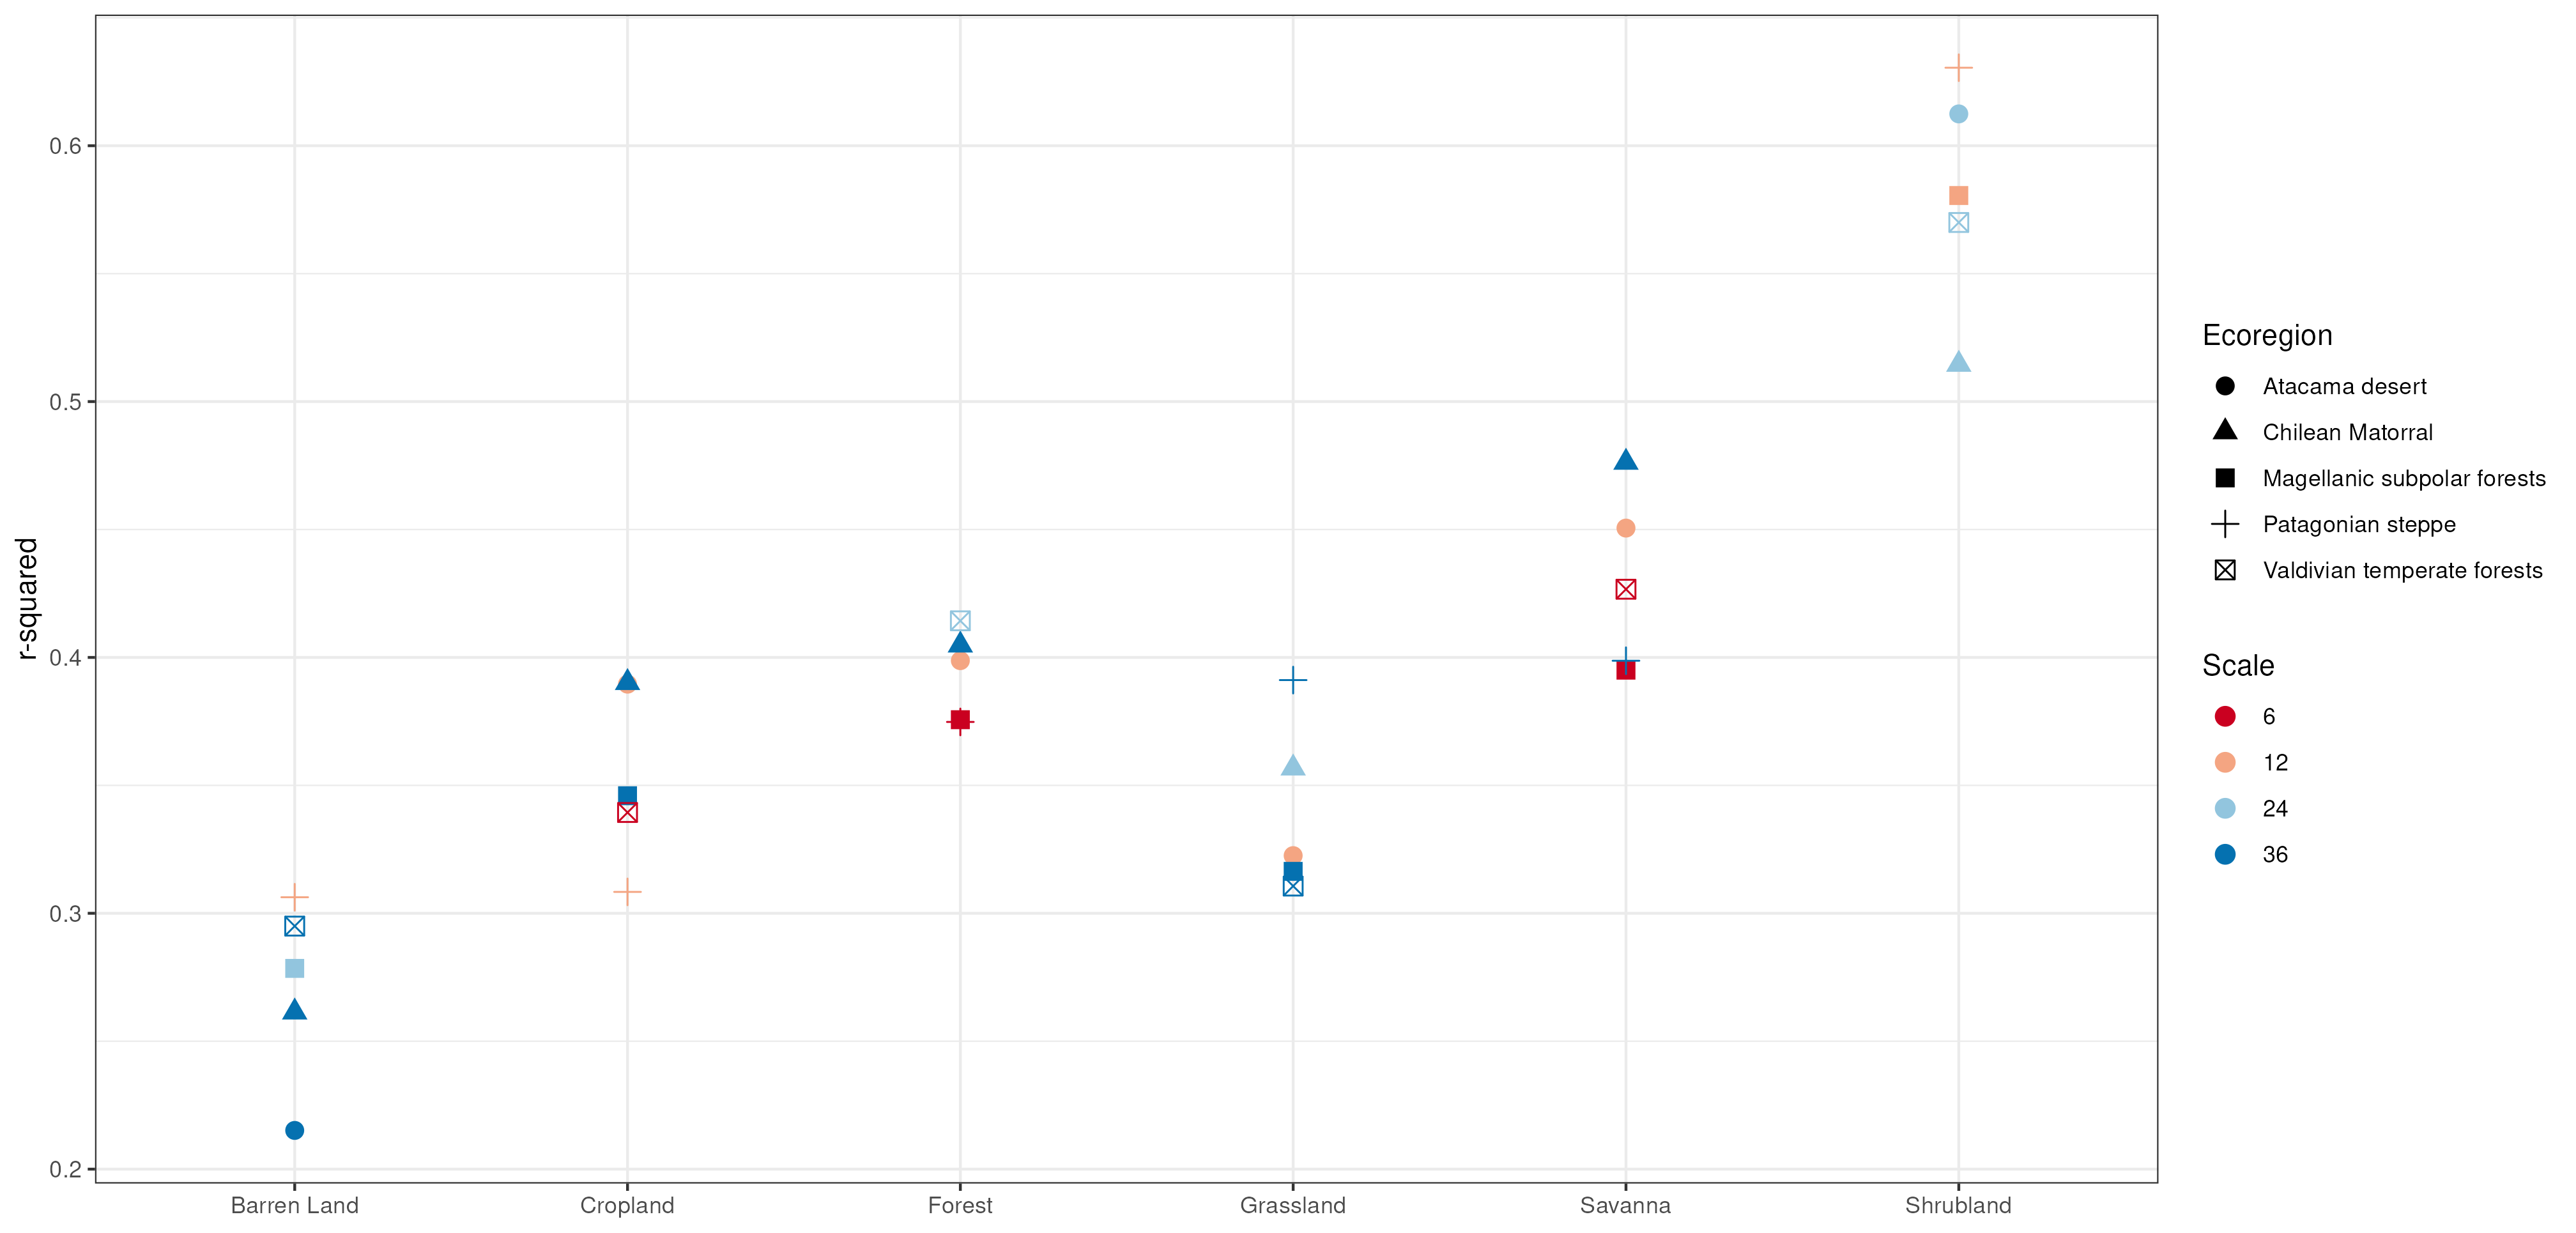 r-squared
0.6
0.5
0.4
0.3
0.2
Barren Land
Cropland
Forest
Grassland
Savanna
Shrubland
Ecoregion
Atacama desert
Chilean Matorral
Magellanic subpolar forests
Patagonian steppe
Valdivian temperate forests
Scale
6
12
24
36